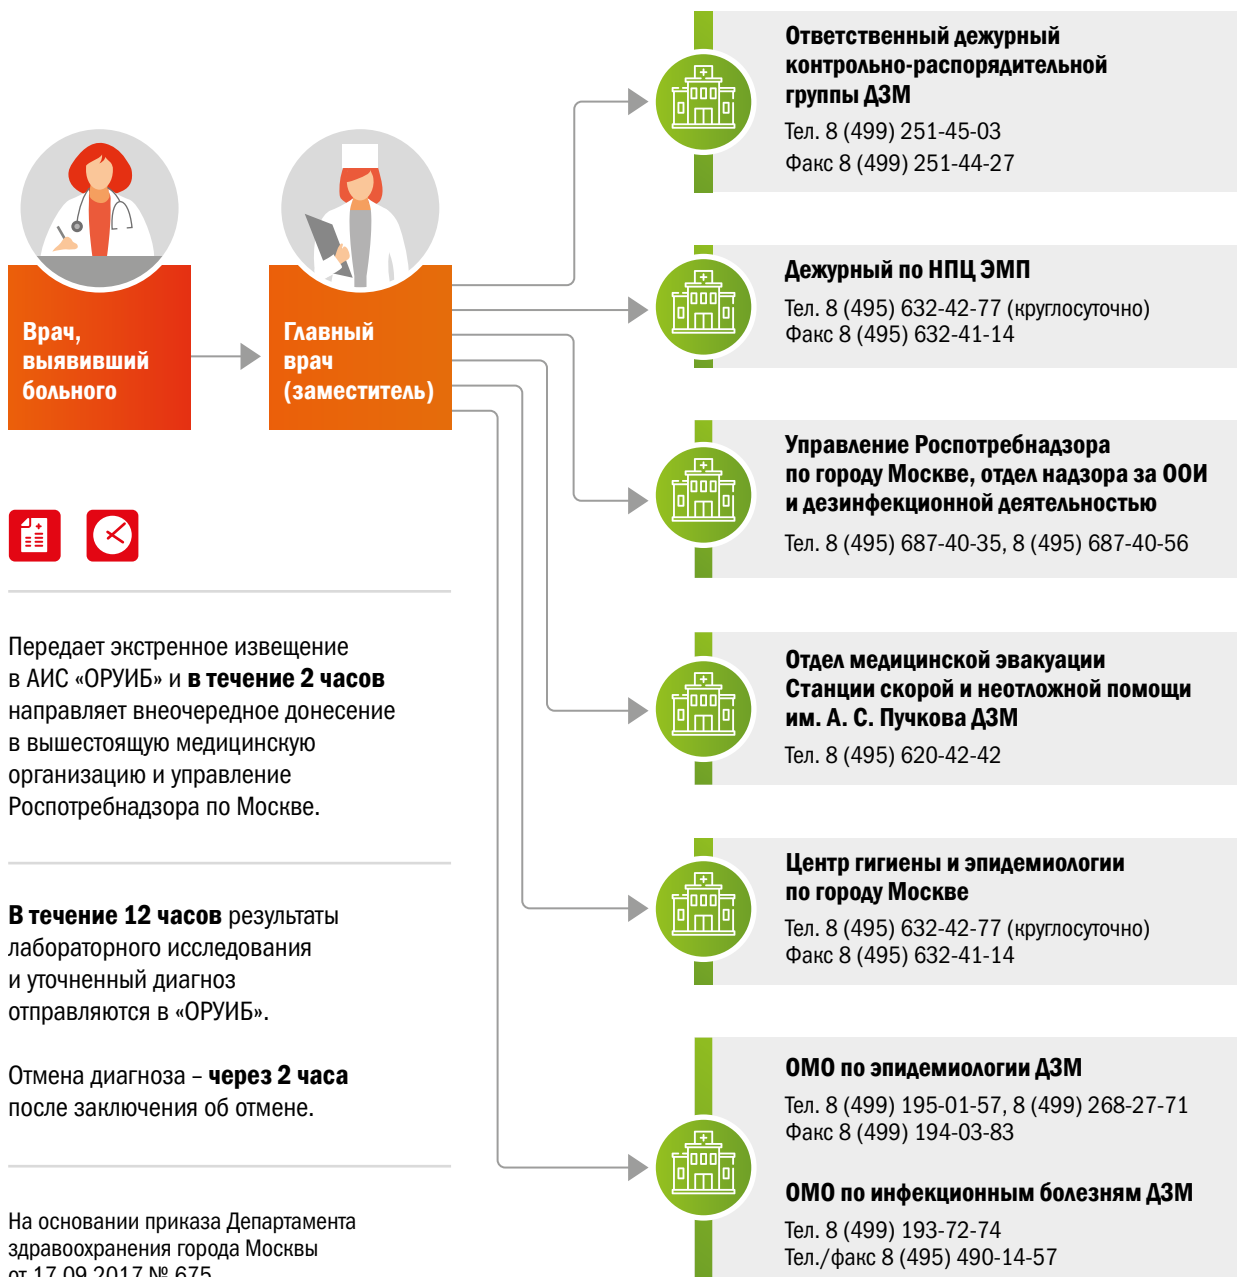 Врач,
выявивший
больного
Главный
врач
(заместитель)
Передает экстренное извещение
в АИС «ОРУИБ» и в течение 2 часов
направляет внеочередное донесение
в вышестоящую медицинскую
организацию и управление
Роспотребнадзора по Москве.
В течение 12 часов результаты
лабораторного исследования
и уточненный диагноз
отправляются в «ОРУИБ».
Отмена диагноза – через 2 часа
после заключения об отмене.
На основании приказа Департамента
здравоохранения города Москвы
от 17.09.2017 № 675
Ответственный дежурный
контрольно-распорядительной
группы ДЗМ
Тел. 8 (499) 251-45-03
Факс 8 (499) 251-44-27
Дежурный по НПЦ ЭМП
Тел. 8 (495) 632-42-77 (круглосуточно)
Факс 8 (495) 632-41-14
Управление Роспотребнадзора
по городу Москве, отдел надзора за ООИ
и дезинфекционной деятельностью
Тел. 8 (495) 687-40-35, 8 (495) 687-40-56
Отдел медицинской эвакуации
Станции скорой и неотложной помощи
им. А. С. Пучкова ДЗМ
Тел. 8 (495) 620-42-42
Центр гигиены и эпидемиологии
по городу Москве
Тел. 8 (495) 632-42-77 (круглосуточно)
Факс 8 (495) 632-41-14
ОМО по эпидемиологии ДЗМ
Тел. 8 (499) 195-01-57, 8 (499) 268-27-71
Факс 8 (499) 194-03-83
ОМО по инфекционным болезням ДЗМ
Тел. 8 (499) 193-72-74
Тел./факс 8 (495) 490-14-57